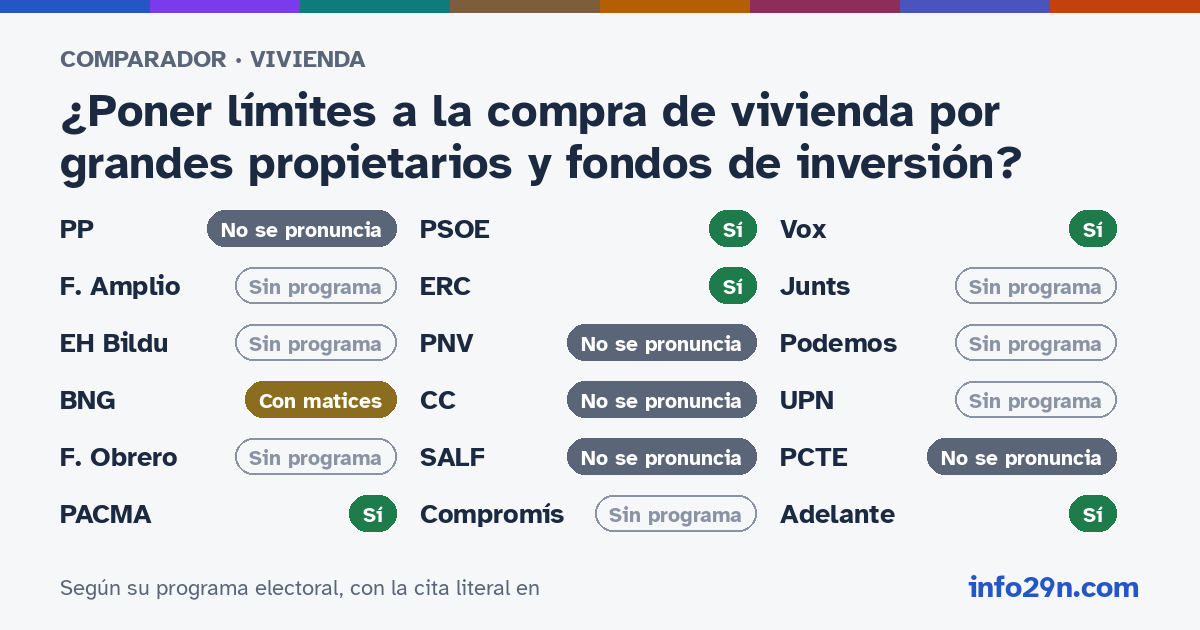 COMPARADOR · VIVIENDA
¿Poner límites a la compra de vivienda por
grandes propietarios y fondos de inversión?
PP No se pronuncia PSOE Sí Vox Sí
F. Amplio Sin programa ERC Sí Junts Sin programa
EH Bildu Sin programa PNV No se pronuncia Podemos Sin programa
BNG Con matices CC No se pronuncia UPN Sin programa
F. Obrero Sin programa SALF No se pronuncia PCTE No se pronuncia
PACMA Sí Compromís Sin programa Adelante Sí
Según su programa electoral, con la cita literal en info29n.com